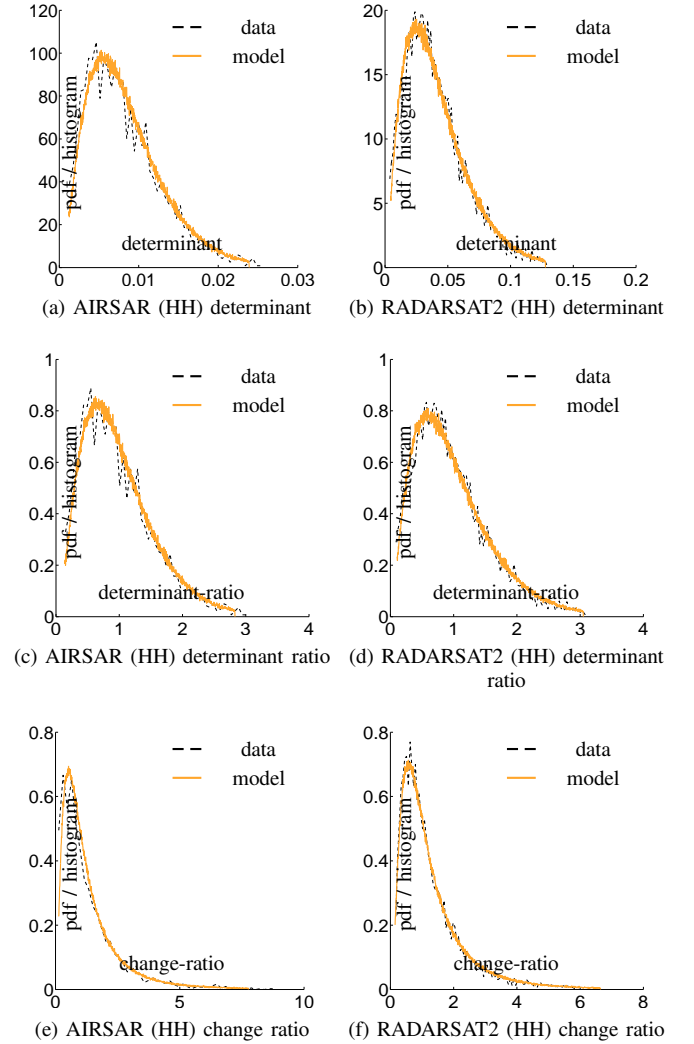 120
100
80
60
40
20
0
0 0.01 0.02 0.03
pdf / histogram
determinant
data
model
(a) AIRSAR (HH) determinant
20
15
10
5
0
0 0.05 0.1 0.15 0.2
pdf / histogram
determinant
data
model
(b) RADARSAT2 (HH) determinant
1
0.8
0.6
0.4
0.2
0
0 1 2 3 4
pdf / histogram
determinant-ratio
data
model
(c) AIRSAR (HH) determinant ratio
1
0.8
0.6
0.4
0.2
0
0 1 2 3 4
pdf / histogram
determinant-ratio
data
model
(d) RADARSAT2 (HH) determinant
ratio
0.8
0.6
0.4
0.2
0
0 5 10
pdf / histogram
change-ratio
data
model
(e) AIRSAR (HH) change ratio
0.8
0.6
0.4
0.2
0
0 2 4 6 8
pdf / histogram
change-ratio
data
model
(f) RADARSAT2 (HH) change ratio